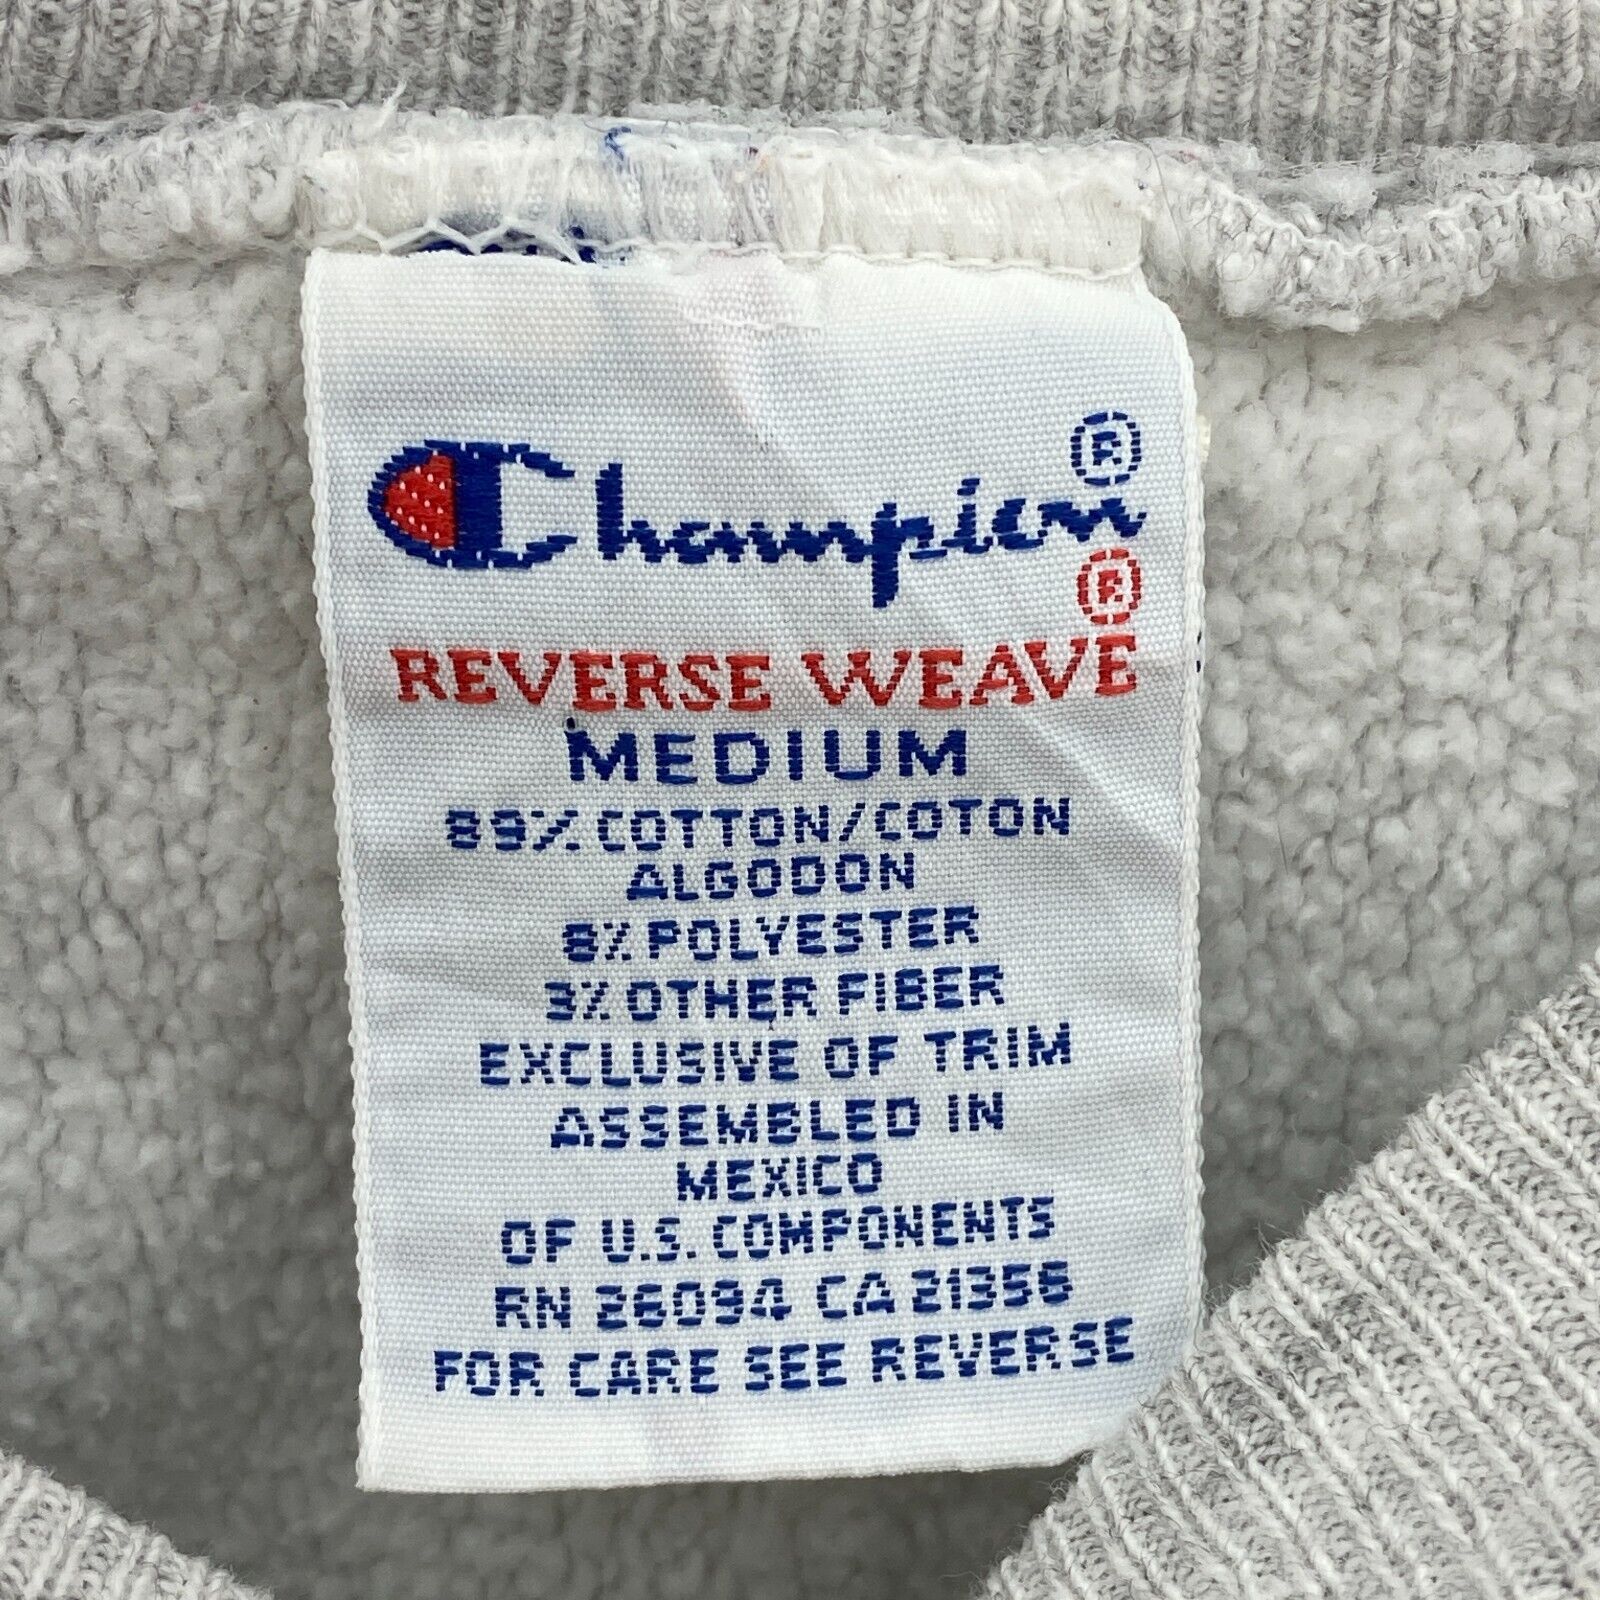 Champion®
REVERSE WEAVE®
MEDIUM
89% COTTON/COTON
ALGODON
8% POLYESTER
3% OTHER FIBER
EXCLUSIVE OF TRIM
ASSEMBLED IN
MEXICO
OF U.S. COMPONENTS
RN 26094 CA 21356
FOR CARE SEE REVERSE